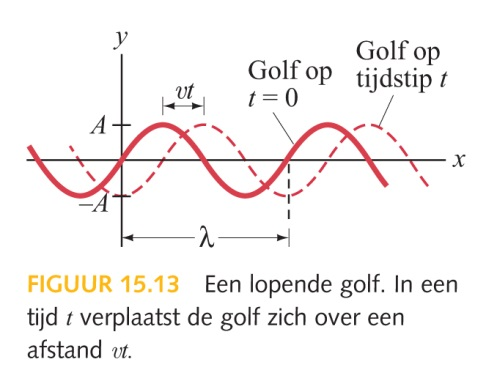 y
Golf op
Golf op
tijdstip t
t = 0
vt
A
x
–A
λ
FIGUUR 15.13 Een lopende golf. In een
tijd t verplaatst de golf zich over een
afstand vt.